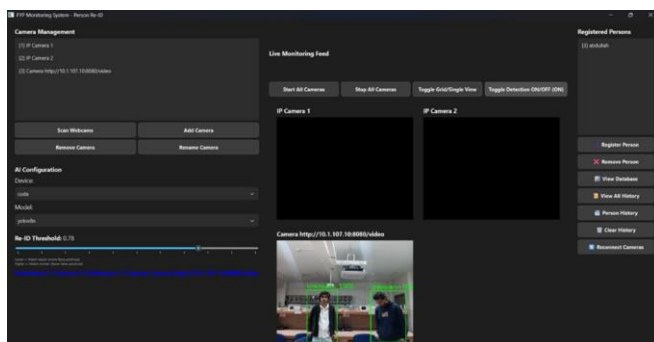 FYP Monitoring System - Person Re-ID
Camera Management
[1] IP Camera 1
[2] IP Camera 2
[3] Camera http://10.1.107.10:8080/video
Scan Webcams
Add Camera
Remove Camera
Rename Camera
AI Configuration
Device:
cuda
Model:
yolov8n
Re-ID Threshold: 0.78
Live Monitoring Feed
Start All Cameras
Stop All Cameras
Toggle Grid/Single View
Toggle Detection ON/OFF (ON)
IP Camera 1
IP Camera 2
Camera http://10.1.107.10:8080/video
Registered Persons
[3] abdullah
Register Person
Remove Person
View Database
View All History
Person History
Clear History
Reconnect Cameras